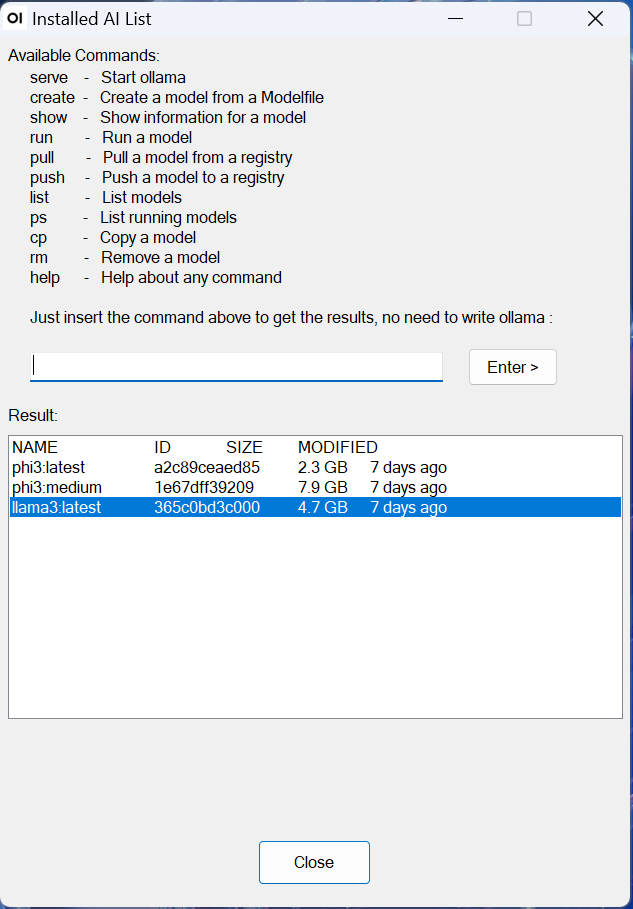 OI Installed AI List
Available Commands:
serve - Start ollama
create - Create a model from a Modelfile
show - Show information for a model
run - Run a model
pull - Pull a model from a registry
push - Push a model to a registry
list - List models
ps - List running models
cp - Copy a model
rm - Remove a model
help - Help about any command
Just insert the command above to get the results, no need to write ollama :
Enter >
Result:
NAME ID SIZE MODIFIED
phi3:latest a2c89ceaed85 2.3 GB 7 days ago
phi3:medium 1e67dff39209 7.9 GB 7 days ago
llama3:latest 365c0bd3c000 4.7 GB 7 days ago
Close